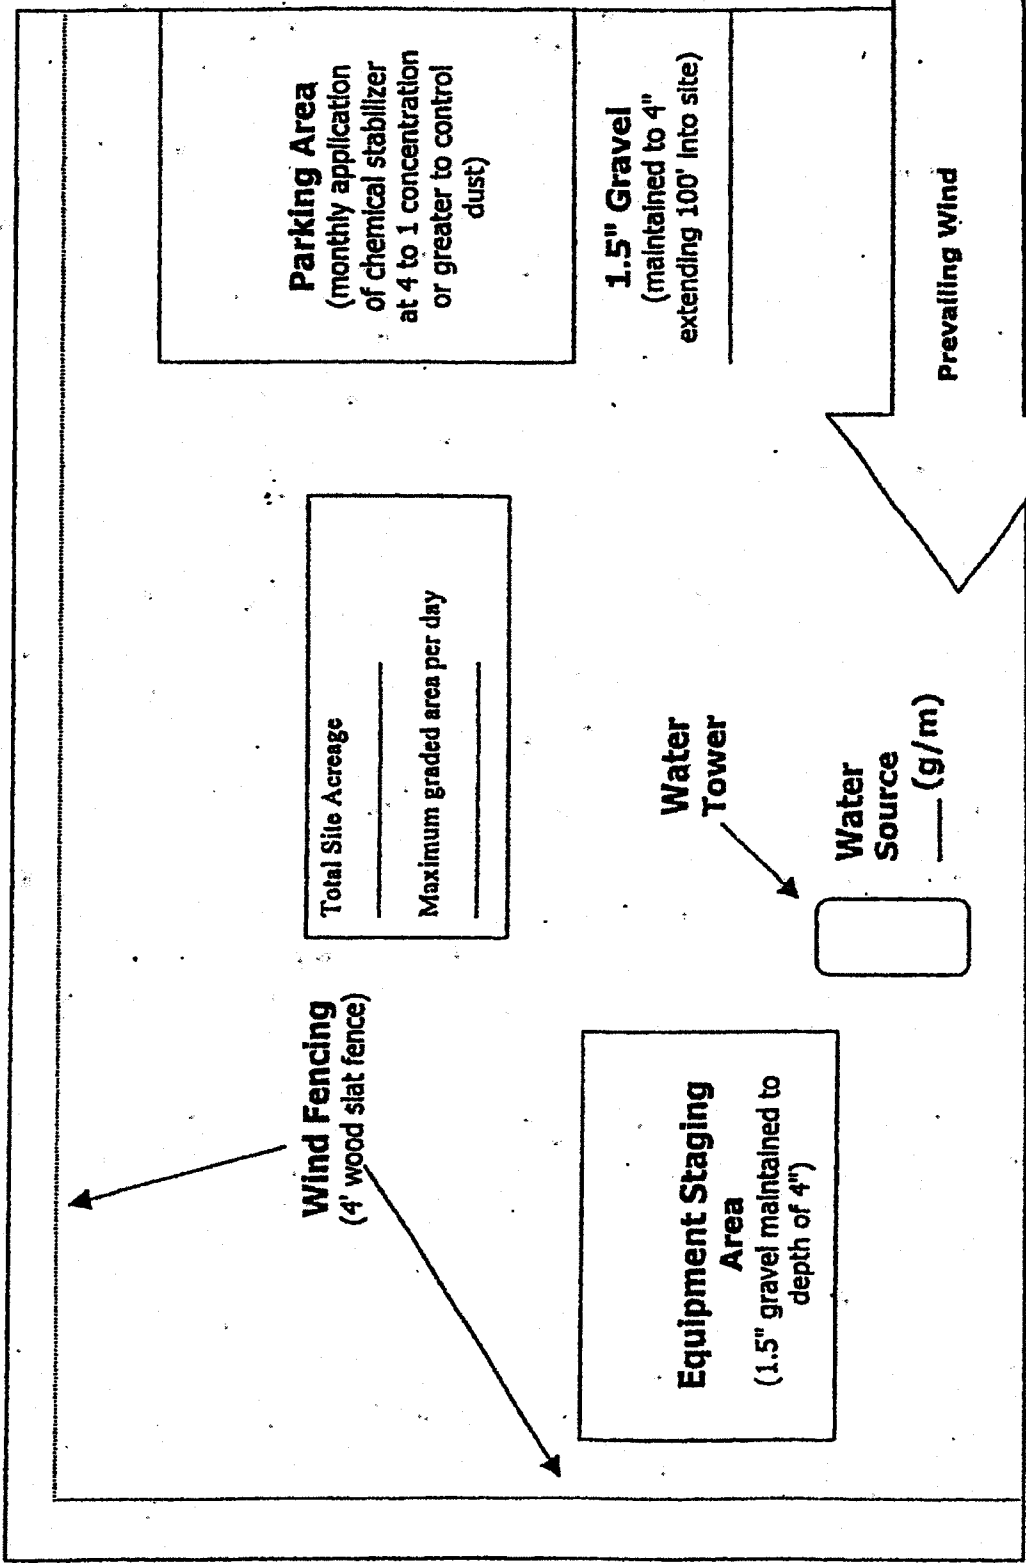 Parking Area
(monthly application
of chemical stabilizer
at 4 to 1 concentration
or greater to control
dust)
1.5" Gravel
(maintained to 4"
extending 100' into site)
Prevailing Wind
Total Site Acreage
Maximum graded area per day
Water
Tower
Water
Source
(g/m)
Wind Fencing
(4' wood slat fence)
Equipment Staging
Area
(1.5" gravel maintained to
depth of 4")